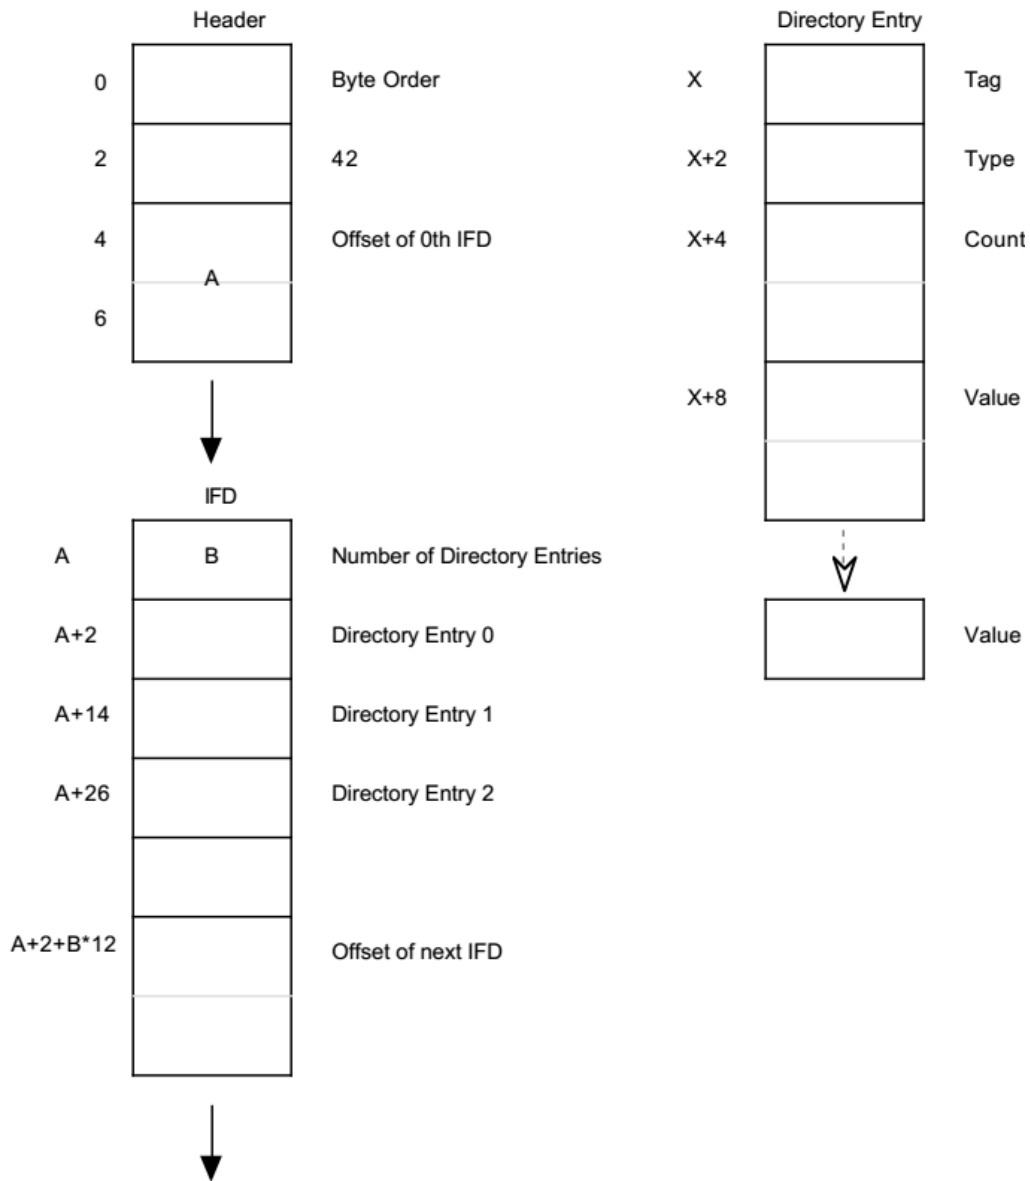 Header
0 Byte Order
2 42
4 Offset of 0th IFD
A
6
IFD
A B Number of Directory Entries
A+2 Directory Entry 0
A+14 Directory Entry 1
A+26 Directory Entry 2
A+2+B*12 Offset of next IFD
Directory Entry
X Tag
X+2 Type
X+4 Count
X+8 Value
Value